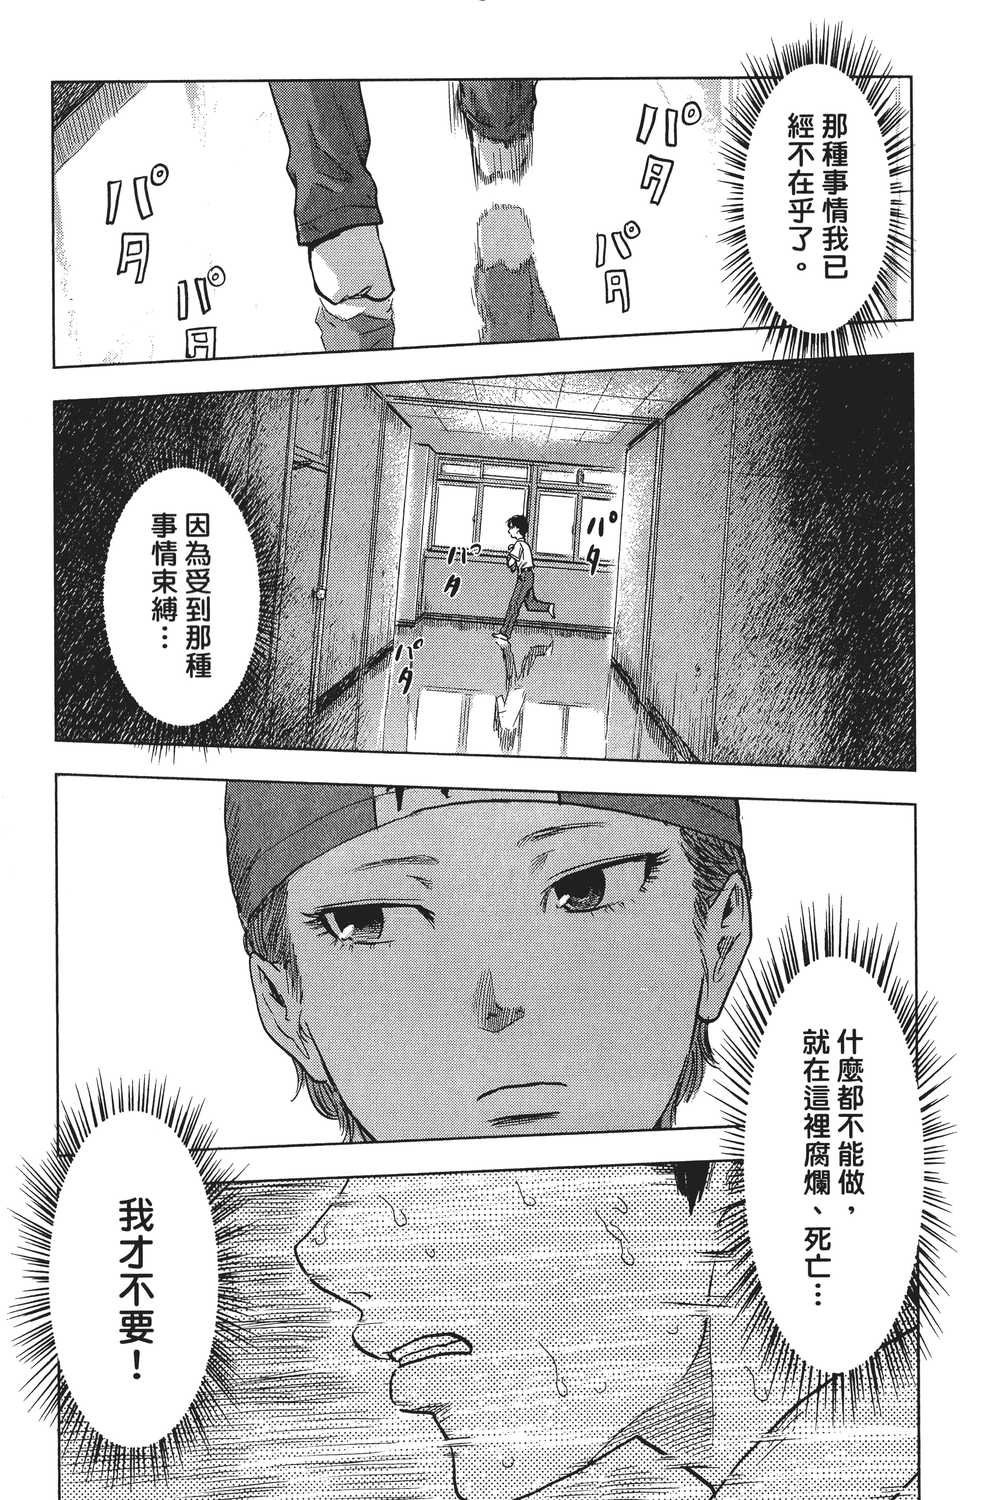 那種事情我已
經不在乎了。
パタ
パタ
パタ
パタ
因為受到那種
事情束縛…
パタ
パタ
パタ
什麼都不能做，
就在這裡腐爛、死亡…
我才不要！